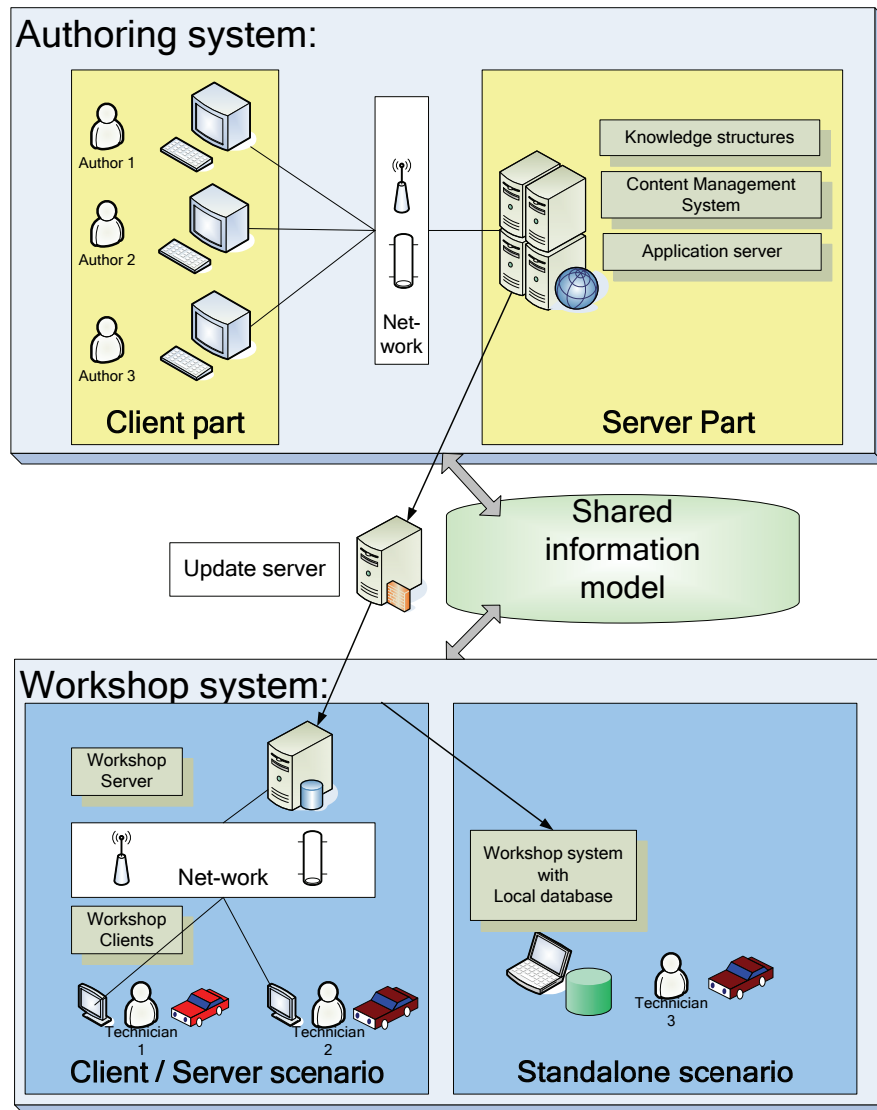 Authoring system:
Author 1
Author 2
Author 3
Client part
Net-
work
Knowledge structures
Content Management
System
Application server
Server Part
Update server
Shared
information
model
Workshop system:
Workshop
Server
Net-work
Workshop
Clients
Technician
1
Technician
2
Client / Server scenario
Workshop system
with
Local database
Technician
3
Standalone scenario